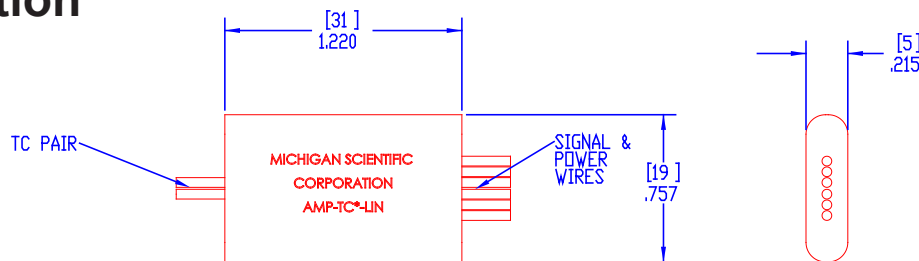 tion
[31]
1.220
[5]
.215
TC PAIR
MICHIGAN SCIENTIFIC
CORPORATION
AMP-TC*-LIN
SIGNAL &
POWER
WIRES
[19]
.757